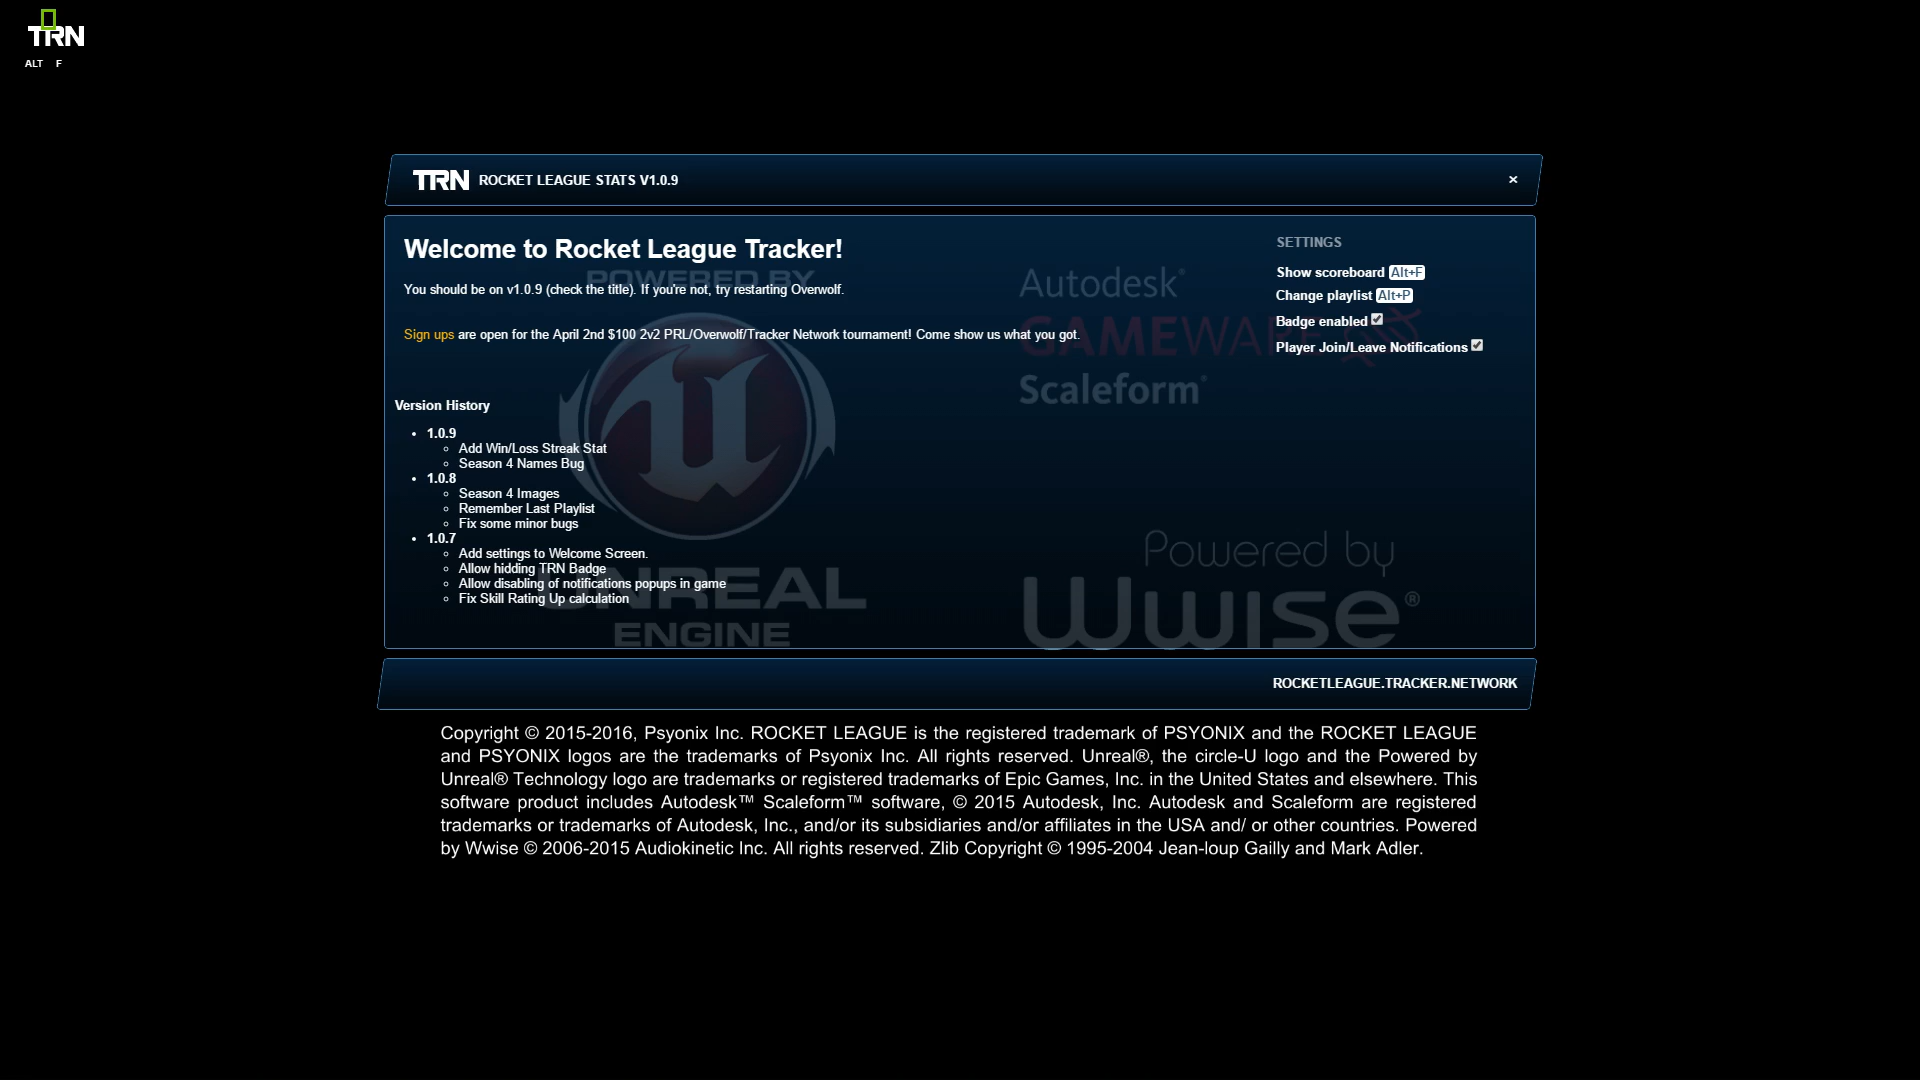 TRN
ALT F
TRN ROCKET LEAGUE STATS V1.0.9 ×
Welcome to Rocket League Tracker!
POWERED BY
You should be on v1.0.9 (check the title). If you're not, try restarting Overwolf.
Sign ups are open for the April 2nd $100 2v2 PRL/Overwolf/Tracker Network tournament! Come show us what you got.
SETTINGS
Show scoreboard Alt+F
Change playlist Alt+P
Badge enabled
Player Join/Leave Notifications
Autodesk®
GAMEWARE
Scaleform®
Version History
• 1.0.9
◦ Add Win/Loss Streak Stat
◦ Season 4 Names Bug
• 1.0.8
◦ Season 4 Images
◦ Remember Last Playlist
◦ Fix some minor bugs
• 1.0.7
◦ Add settings to Welcome Screen.
◦ Allow hidding TRN Badge
◦ Allow disabling of notifications popups in game
◦ Fix Skill Rating Up calculation
UNREAL
ENGINE
Powered by
Wwise®
ROCKETLEAGUE.TRACKER.NETWORK
Copyright © 2015-2016, Psyonix Inc. ROCKET LEAGUE is the registered trademark of PSYONIX and the ROCKET LEAGUE
and PSYONIX logos are the trademarks of Psyonix Inc. All rights reserved. Unreal®, the circle-U logo and the Powered by
Unreal® Technology logo are trademarks or registered trademarks of Epic Games, Inc. in the United States and elsewhere. This
software product includes Autodesk™ Scaleform™ software, © 2015 Autodesk, Inc. Autodesk and Scaleform are registered
trademarks or trademarks of Autodesk, Inc., and/or its subsidiaries and/or affiliates in the USA and/ or other countries. Powered
by Wwise © 2006-2015 Audiokinetic Inc. All rights reserved. Zlib Copyright © 1995-2004 Jean-loup Gailly and Mark Adler.